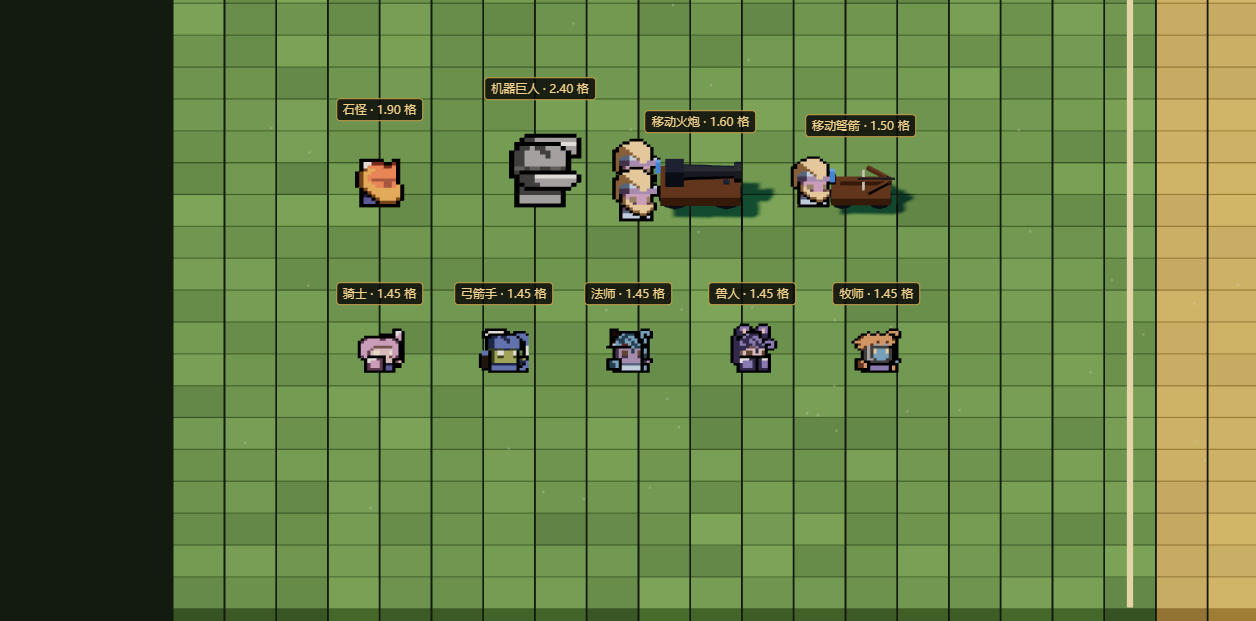 机器巨人 · 2.40 格
石怪 · 1.90 格
移动火炮 · 1.60 格
移动弩箭 · 1.50 格
骑士 · 1.45 格
弓箭手 · 1.45 格
法师 · 1.45 格
兽人 · 1.45 格
牧师 · 1.45 格